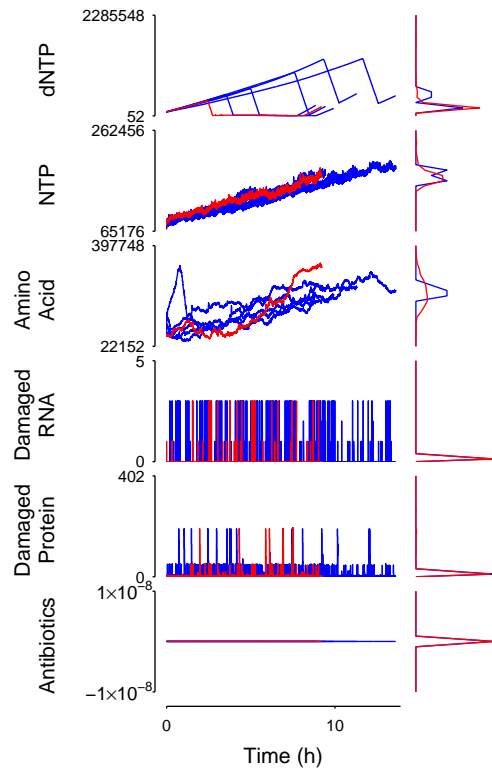 2285548
dNTP
52
262456
NTP
65176
397748
Amino
Acid
22152
5
Damaged
RNA
0
402
Damaged
Protein
0
1×10⁻⁸
Antibiotics
−1×10⁻⁸
0 10
Time (h)